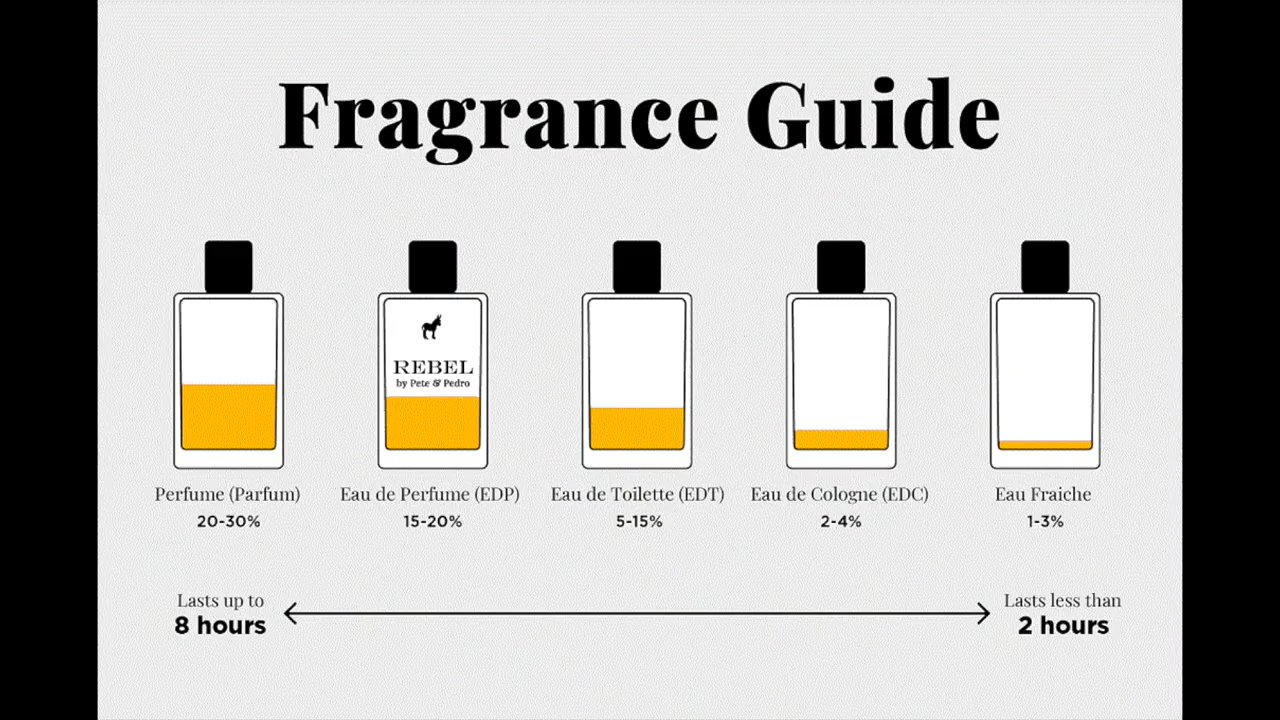 Fragrance Guide
REBEL
by Pete & Pedro
Perfume (Parfum)
20-30%
Eau de Perfume (EDP)
15-20%
Eau de Toilette (EDT)
5-15%
Eau de Cologne (EDC)
2-4%
Eau Fraiche
1-3%
Lasts up to
8 hours
Lasts less than
2 hours